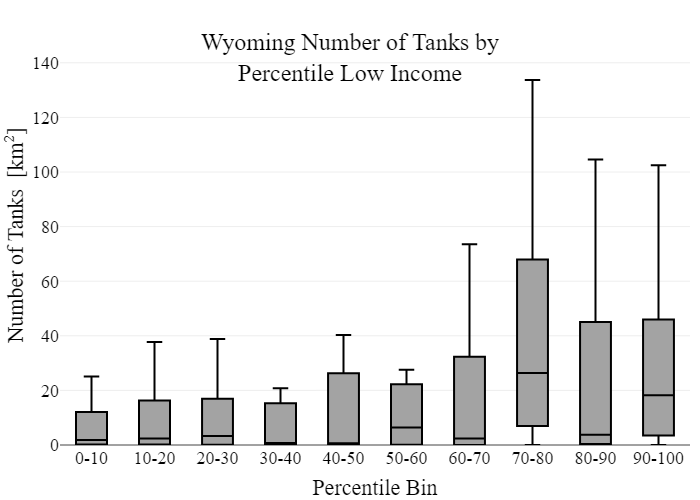 Wyoming Number of Tanks by
Percentile Low Income
Number of Tanks [km²]
140
120
100
80
60
40
20
0
0-10 10-20 20-30 30-40 40-50 50-60 60-70 70-80 80-90 90-100
Percentile Bin